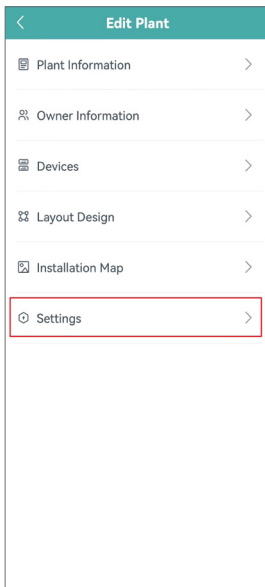 Edit Plant
Plant Information
Owner Information
Devices
Layout Design
Installation Map
Settings